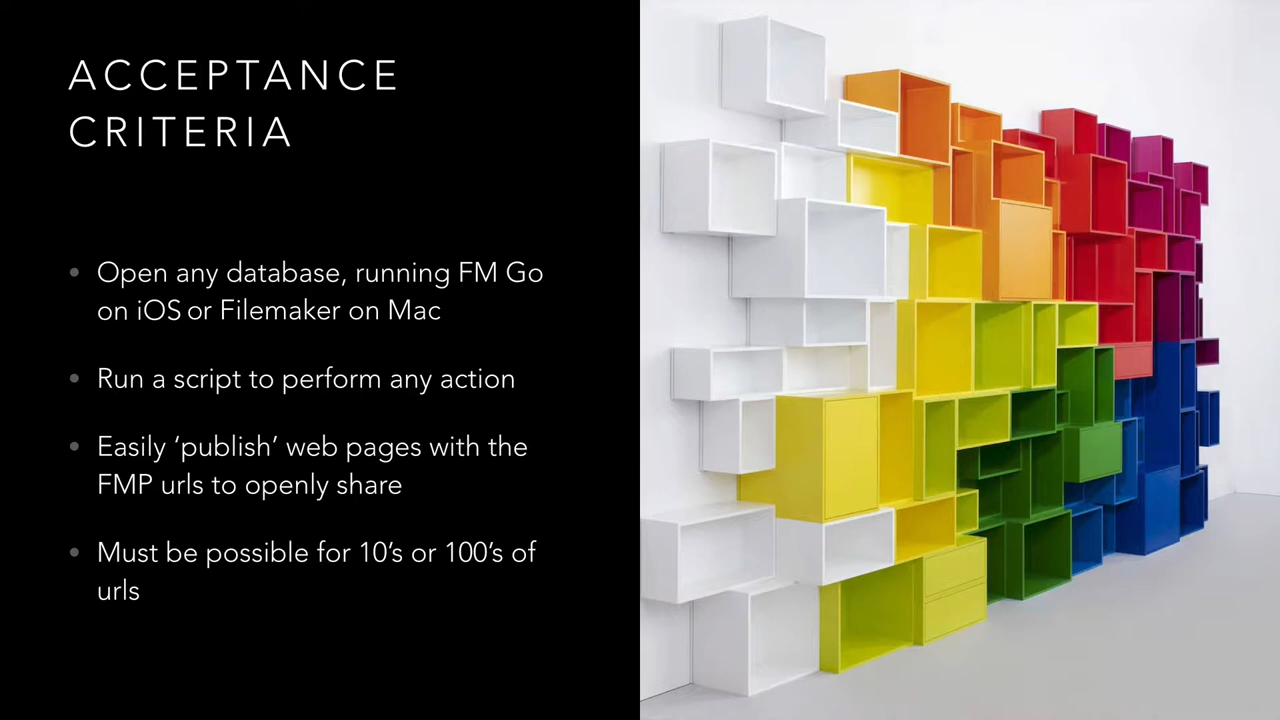 ACCEPTANCE
CRITERIA
• Open any database, running FM Go
on iOS or Filemaker on Mac
• Run a script to perform any action
• Easily ‘publish’ web pages with the
FMP urls to openly share
• Must be possible for 10’s or 100’s of
urls